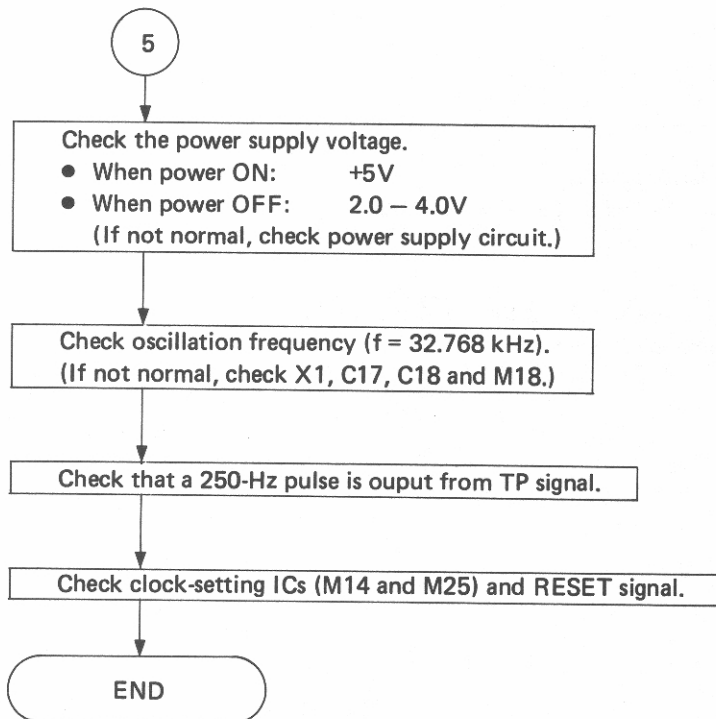 5
Check the power supply voltage.
● When power ON: +5V
● When power OFF: 2.0 – 4.0V
(If not normal, check power supply circuit.)
Check oscillation frequency (f = 32.768 kHz).
(If not normal, check X1, C17, C18 and M18.)
Check that a 250-Hz pulse is ouput from TP signal.
Check clock-setting ICs (M14 and M25) and RESET signal.
END